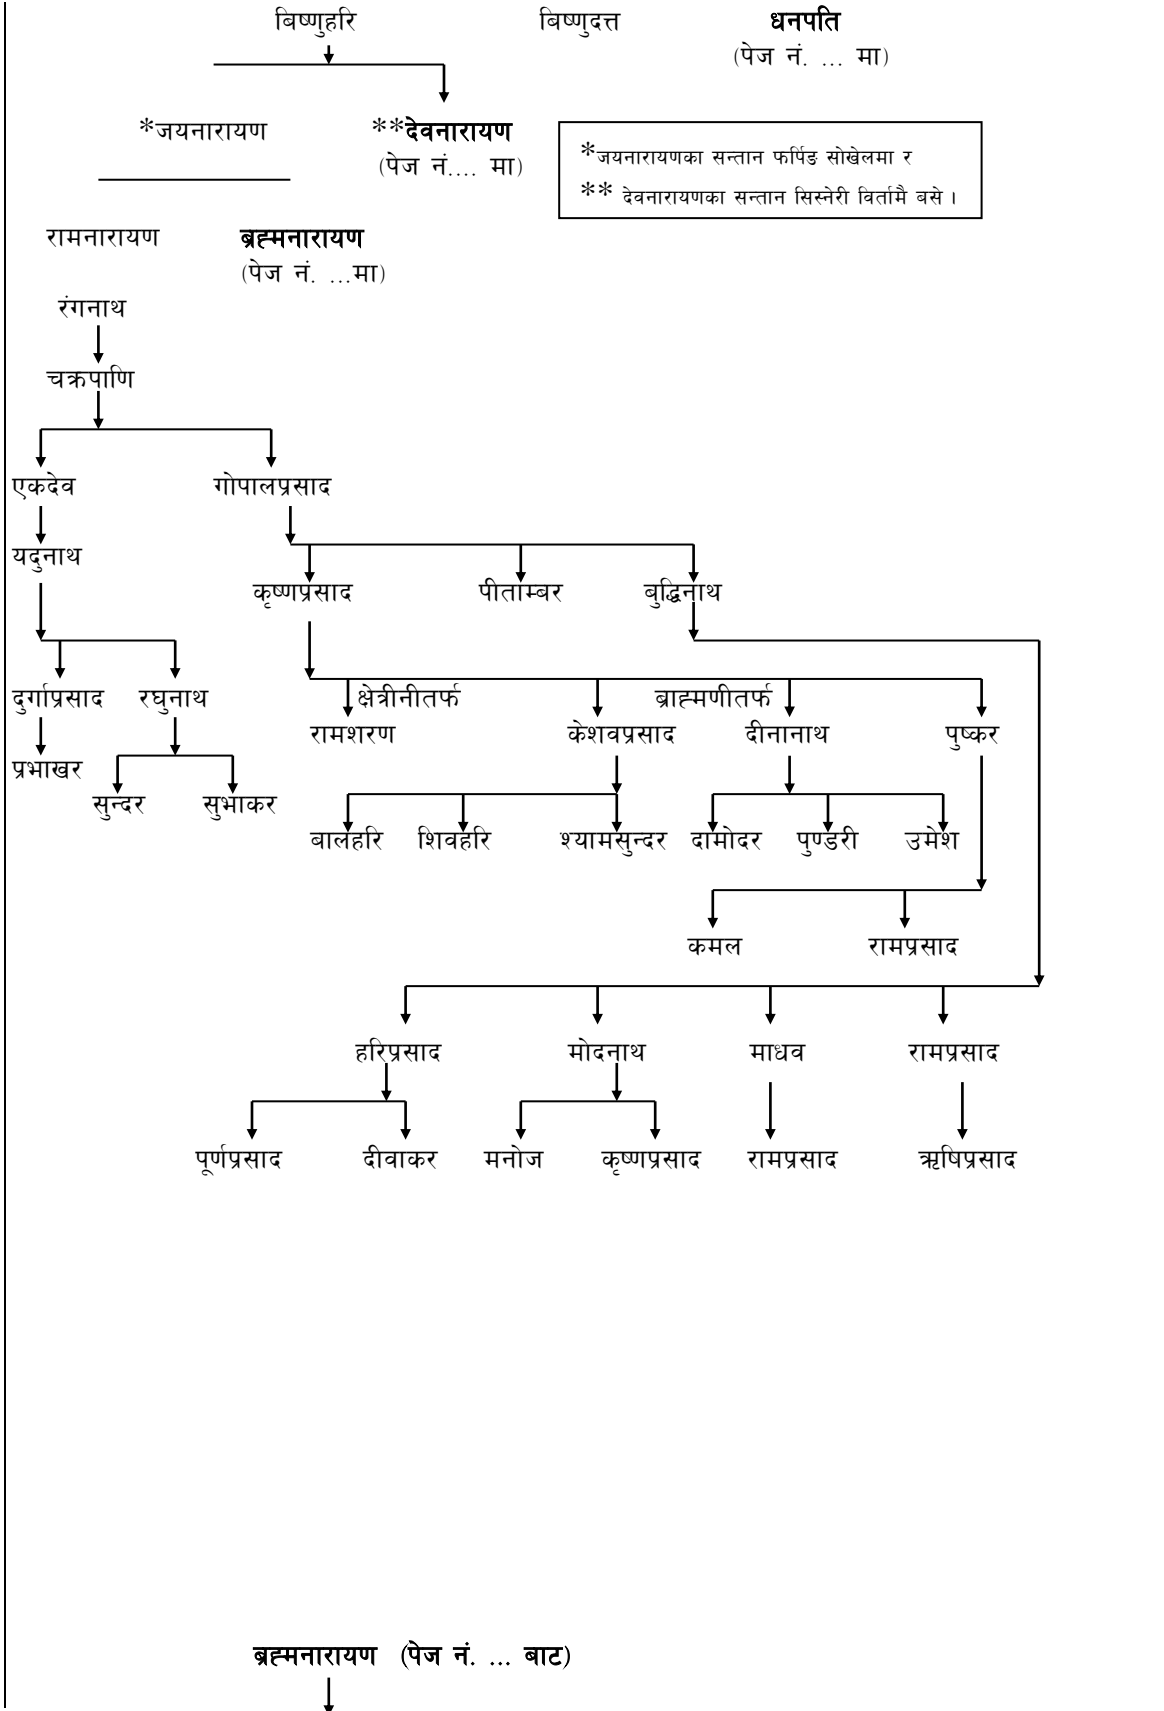 बिष्णुहरि बिष्णुदत्त धनपति
(पेज नं. ... मा)
*जयनारायण **देवनारायण
(पेज नं.... मा)
*जयनारायणका सन्तान फर्पिङ सोखेलमा र
** देवनारायणका सन्तान सिस्नेरी विर्तामै बसे ।
रामनारायण ब्रह्मनारायण
(पेज नं. ...मा)
रंगनाथ
चक्रपाणि
एकदेव गोपालप्रसाद
यदुनाथ
कृष्णप्रसाद पीताम्बर बुद्धिनाथ
दुर्गाप्रसाद रघुनाथ क्षेत्रीनीतर्फ ब्राह्मणीतर्फ
रामशरण केशवप्रसाद दीनानाथ पुष्कर
प्रभाखर
सुन्दर सुभाकर
बालहरि शिवहरि श्यामसुन्दर दामोदर पुण्डरी उमेश
कमल रामप्रसाद
हरिप्रसाद मोदनाथ माधव रामप्रसाद
पूर्णप्रसाद दीवाकर मनोज कृष्णप्रसाद रामप्रसाद ऋषिप्रसाद
ब्रह्मनारायण (पेज नं. ... बाट)